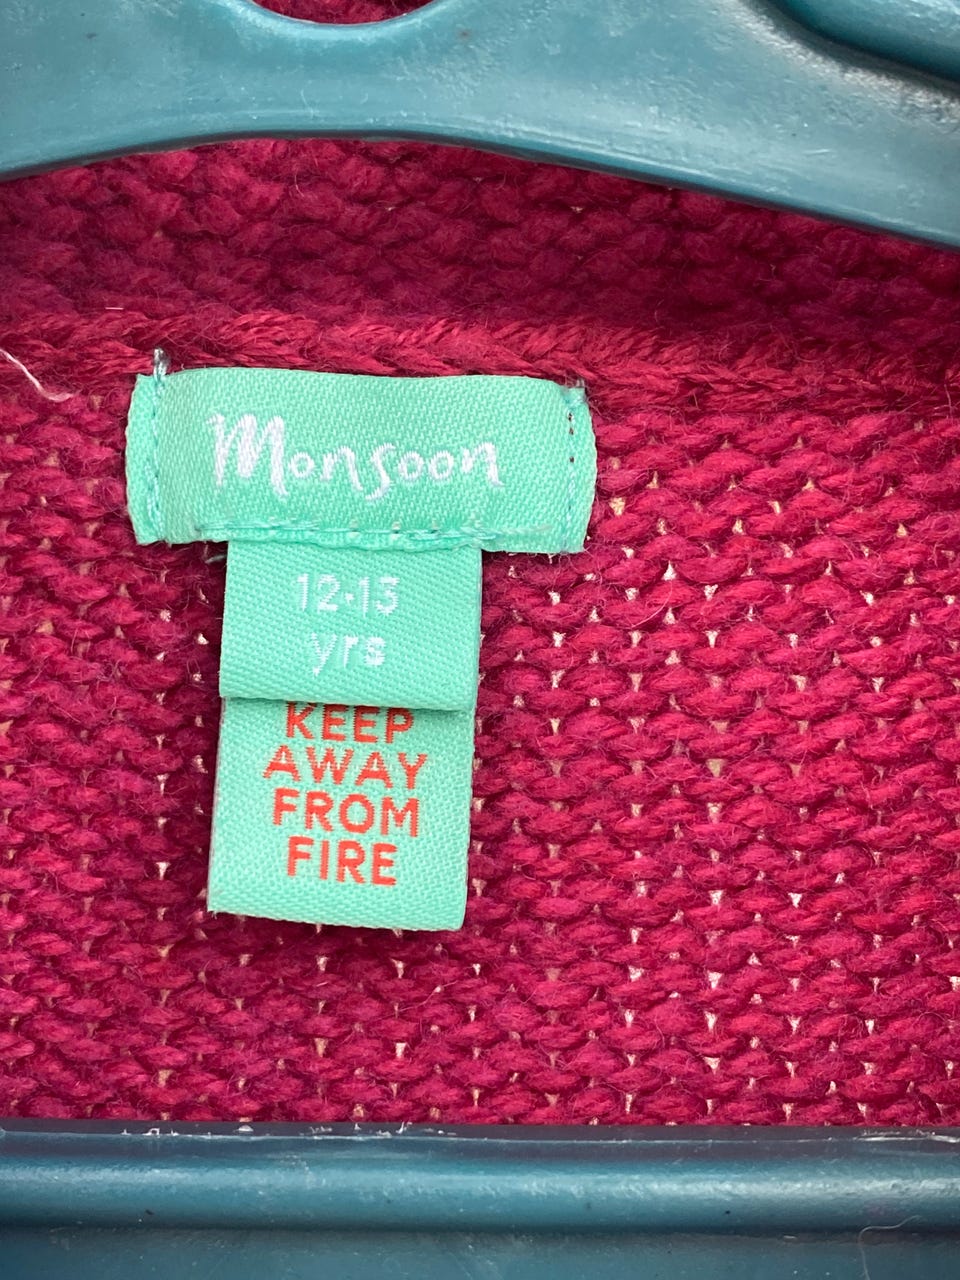 Monsoon
12-13
yrs
KEEP
AWAY
FROM
FIRE